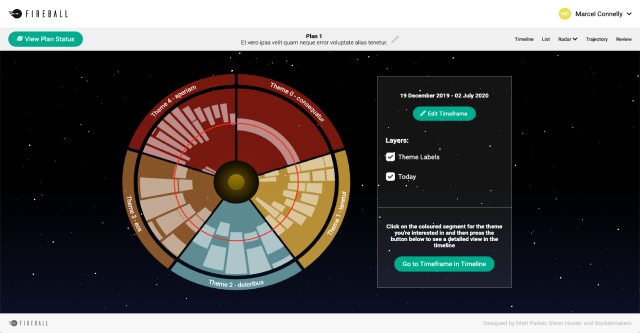 FIREBALL
MC Marcel Connelly
View Plan Status
Plan 1
Et vero ipsa velit quam neque error voluptate alias tenetur.
Timeline List Radar Trajectory Review
Theme 4 - aperiam
Theme 0 - consequatur
Theme 3 - eos
Theme 1 - tenetur
Theme 2 - doloribus
19 December 2019 - 02 July 2020
Edit Timeframe
Layers:
Theme Labels
Today
Click on the coloured segment for the theme
you're interested in and then press the
button below to see a detailed view in the
timeline
Go to Timeframe in Timeline
FIREBALL
Designed by Matt Parker, Glenn Hunter and Rocketmakers